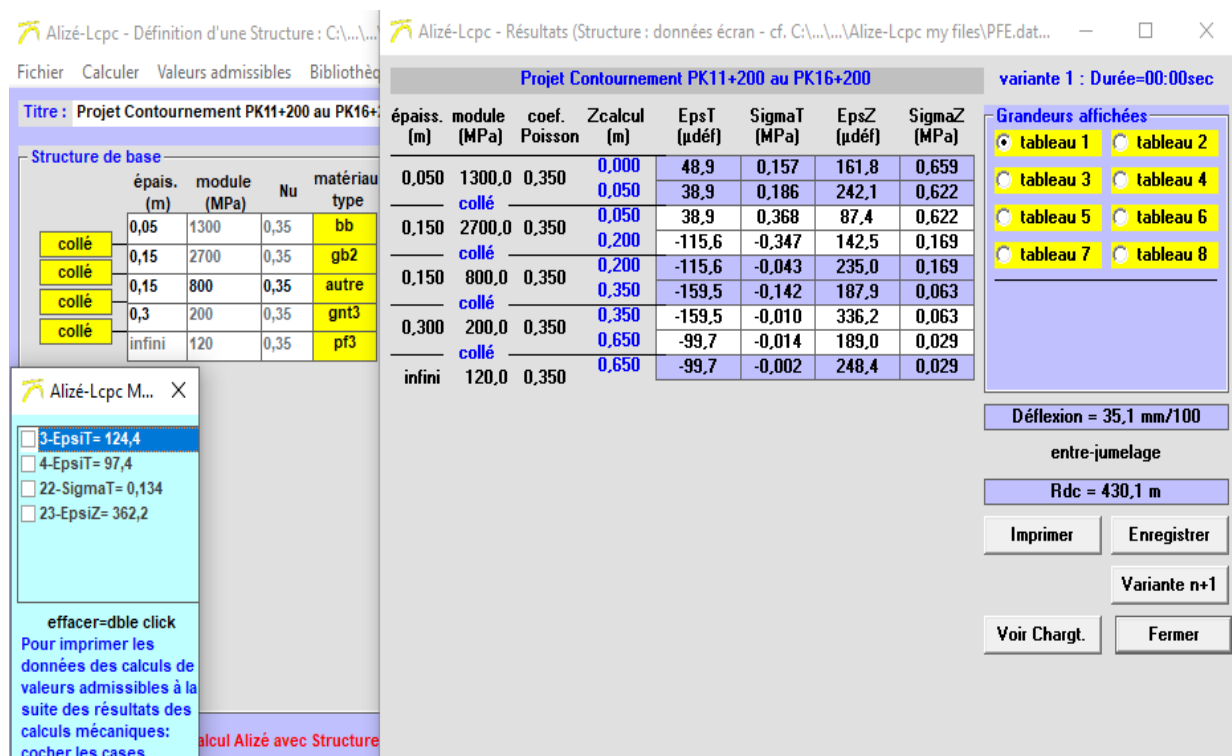 Alizé-Lcpc - Définition d'une Structure : C:\...\...\
Fichier Calculer Valeurs admissibles Bibliothèq
Titre : Projet Contournement PK11+200 au PK16+
Structure de base
épais. (m) module (MPa) Nu matériau type
0,05 1300 0,35 bb
collé
0,15 2700 0,35 gb2
collé
0,15 800 0,35 autre
collé
0,3 200 0,35 gnt3
collé
infini 120 0,35 pf3
Alizé-Lcpc M...
3-EpsiT= 124,4
4-EpsiT= 97,4
22-SigmaT= 0,134
23-EpsiZ= 362,2
effacer=dble click
Pour imprimer les
données des calculs de
valeurs admissibles à la
suite des résultats des
calculs mécaniques:
cocher les cases
alcul Alizé avec Structure
Alizé-Lcpc - Résultats (Structure : données écran - cf. C:\...\...\Alize-Lcpc my files\PFE.dat...
Projet Contournement PK11+200 au PK16+200
variante 1 : Durée=00:00sec
épaiss. module coef. Zcalcul EpsT SigmaT EpsZ SigmaZ
(m) (MPa) Poisson (m) (µdéf) (MPa) (µdéf) (MPa)
0,000 48,9 0,157 161,8 0,659
0,050 1300,0 0,350
0,050 38,9 0,186 242,1 0,622
collé
0,050 38,9 0,368 87,4 0,622
0,150 2700,0 0,350
0,200 -115,6 -0,347 142,5 0,169
collé
0,200 -115,6 -0,043 235,0 0,169
0,150 800,0 0,350
0,350 -159,5 -0,142 187,9 0,063
collé
0,350 -159,5 -0,010 336,2 0,063
0,300 200,0 0,350
0,650 -99,7 -0,014 189,0 0,029
collé
0,650 -99,7 -0,002 248,4 0,029
infini 120,0 0,350
Grandeurs affichées
tableau 1 tableau 2
tableau 3 tableau 4
tableau 5 tableau 6
tableau 7 tableau 8
Déflexion = 35,1 mm/100
entre-jumelage
Rdc = 430,1 m
Imprimer Enregistrer
Variante n+1
Voir Chargt. Fermer